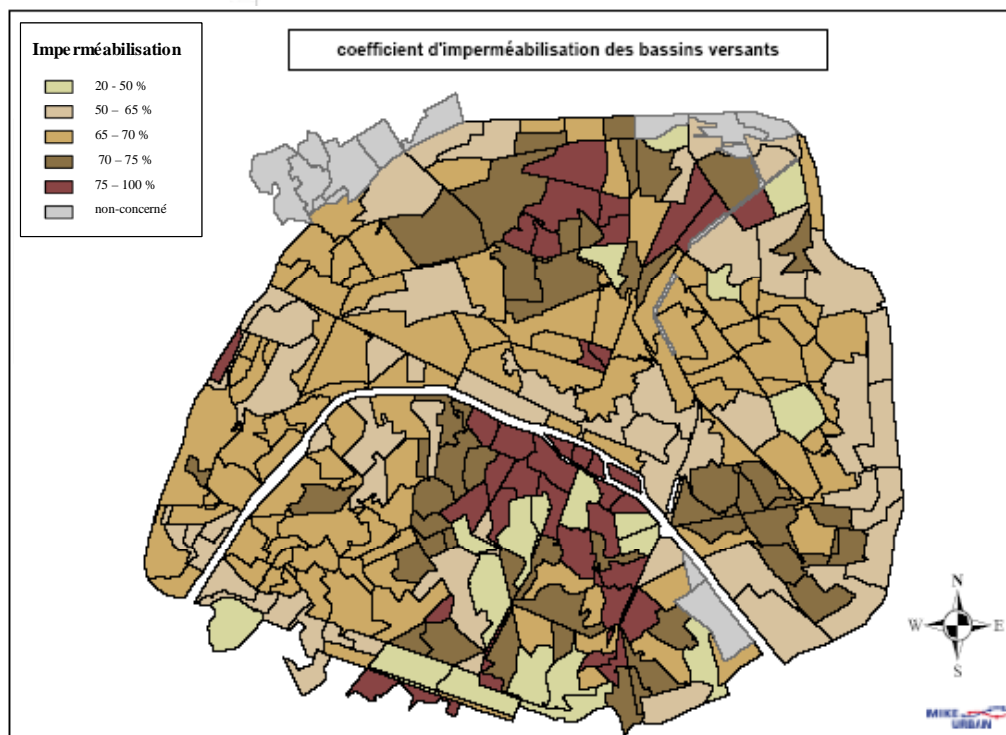 coefficient d'imperméabilisation des bassins versants
Imperméabilisation
20 - 50 %
50 – 65 %
65 – 70 %
70 – 75 %
75 – 100 %
non-concerné
N
W E
S
MIKE
URBAN